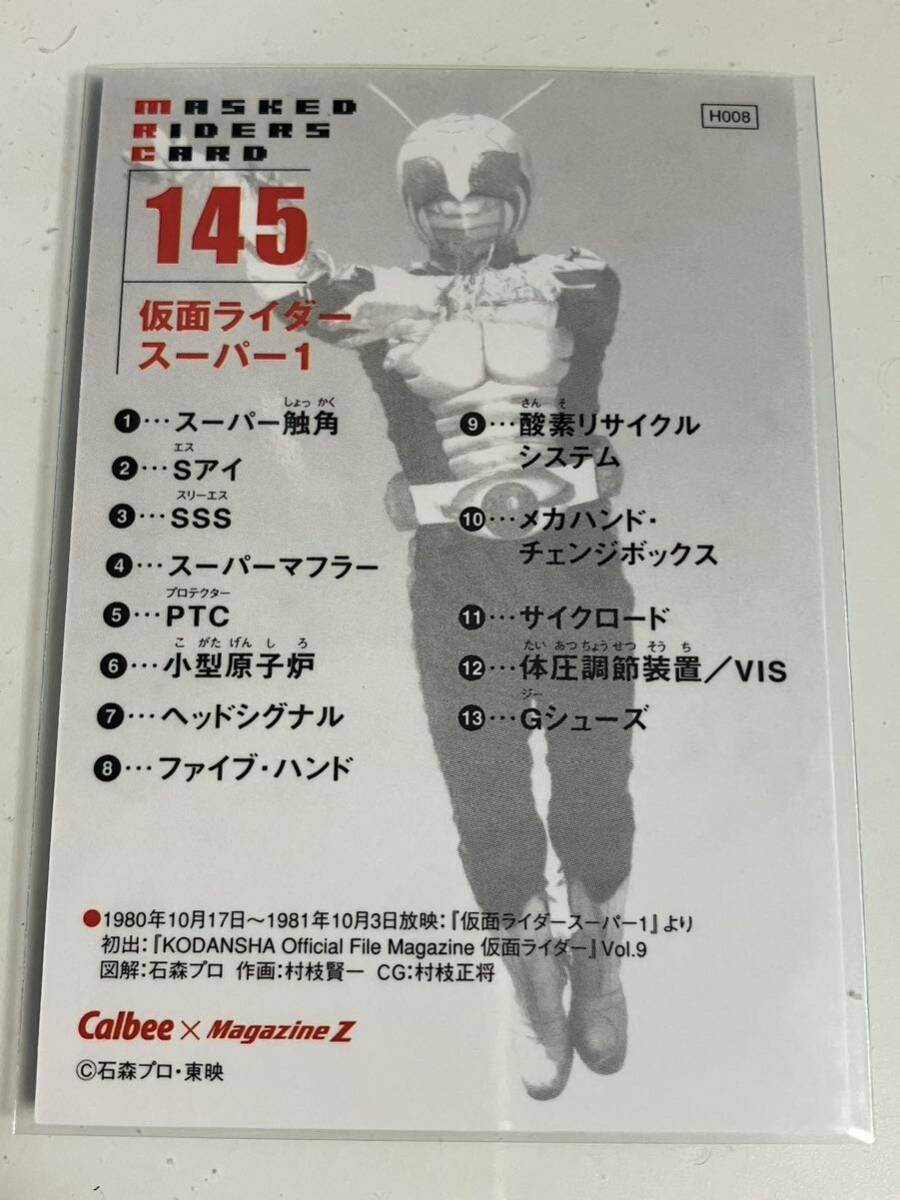 MASKED
RIDERS
CARD
H008
145
仮面ライダー
スーパー1
しょっ かく
❶…スーパー触角
エス
❷…Sアイ
スリーエス
❸…SSS
❹…スーパーマフラー
プロテクター
❺…PTC
こ がた げん し ろ
❻…小型原子炉
❼…ヘッドシグナル
❽…ファイブ・ハンド
さん そ
❾…酸素リサイクル
システム
❿…メカハンド・
チェンジボックス
⓫…サイクロード
たい あつ ちょう せつ そう ち
⓬…体圧調節装置/VIS
ジー
⓭…Gシューズ
●1980年10月17日～1981年10月3日放映:『仮面ライダースーパー1』より
初出:『KODANSHA Official File Magazine 仮面ライダー』Vol.9
図解:石森プロ 作画:村枝賢一 CG:村枝正将
Calbee × Magazine Z
©石森プロ・東映